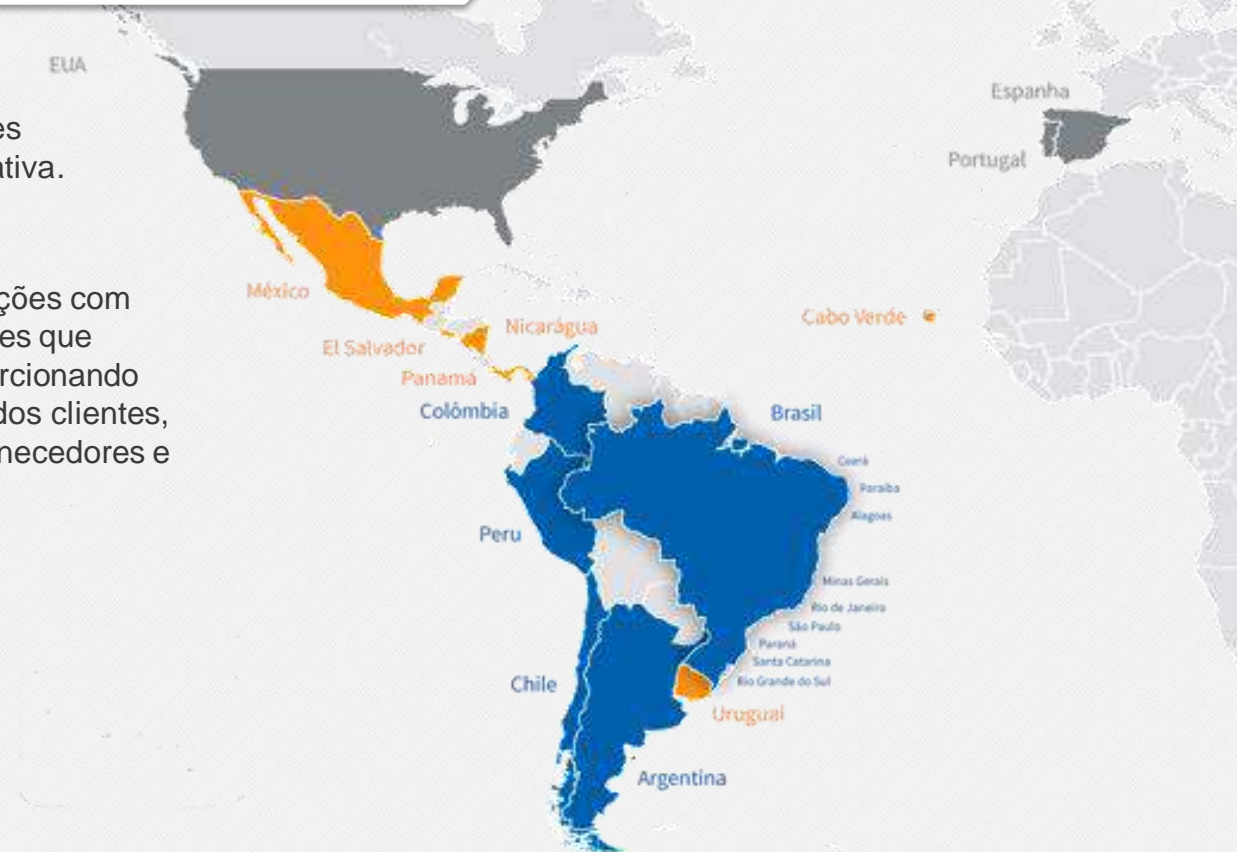 EUA
es
ativa.
ções com
es que
orcionando
dos clientes,
necedores e
Espanha
Portugal
México
Nicarágua
El Salvador
Panamá
Cabo Verde
Colômbia
Brasil
Ceará
Paraíba
Alagoas
Peru
Minas Gerais
Rio de Janeiro
São Paulo
Paraná
Santa Catarina
Rio Grande do Sul
Chile
Uruguai
Argentina